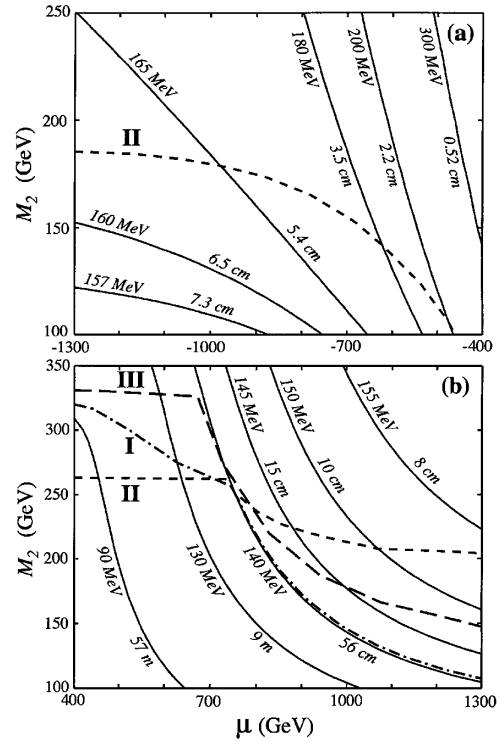 250
(a)
165 MeV
180 MeV
200 MeV
300 MeV
200
II
M₂ (GeV)
3.5 cm
2.2 cm
0.52 cm
150
160 MeV
6.5 cm
5.4 cm
157 MeV
7.3 cm
100
-1300 -1000 -700 -400
350
III
(b)
145 MeV
150 MeV
155 MeV
300
I
II
15 cm
10 cm
8 cm
250
M₂ (GeV)
200
90 MeV
130 MeV
140 MeV
150
57 m
9 m
56 cm
100
400 700 1000 1300
μ (GeV)